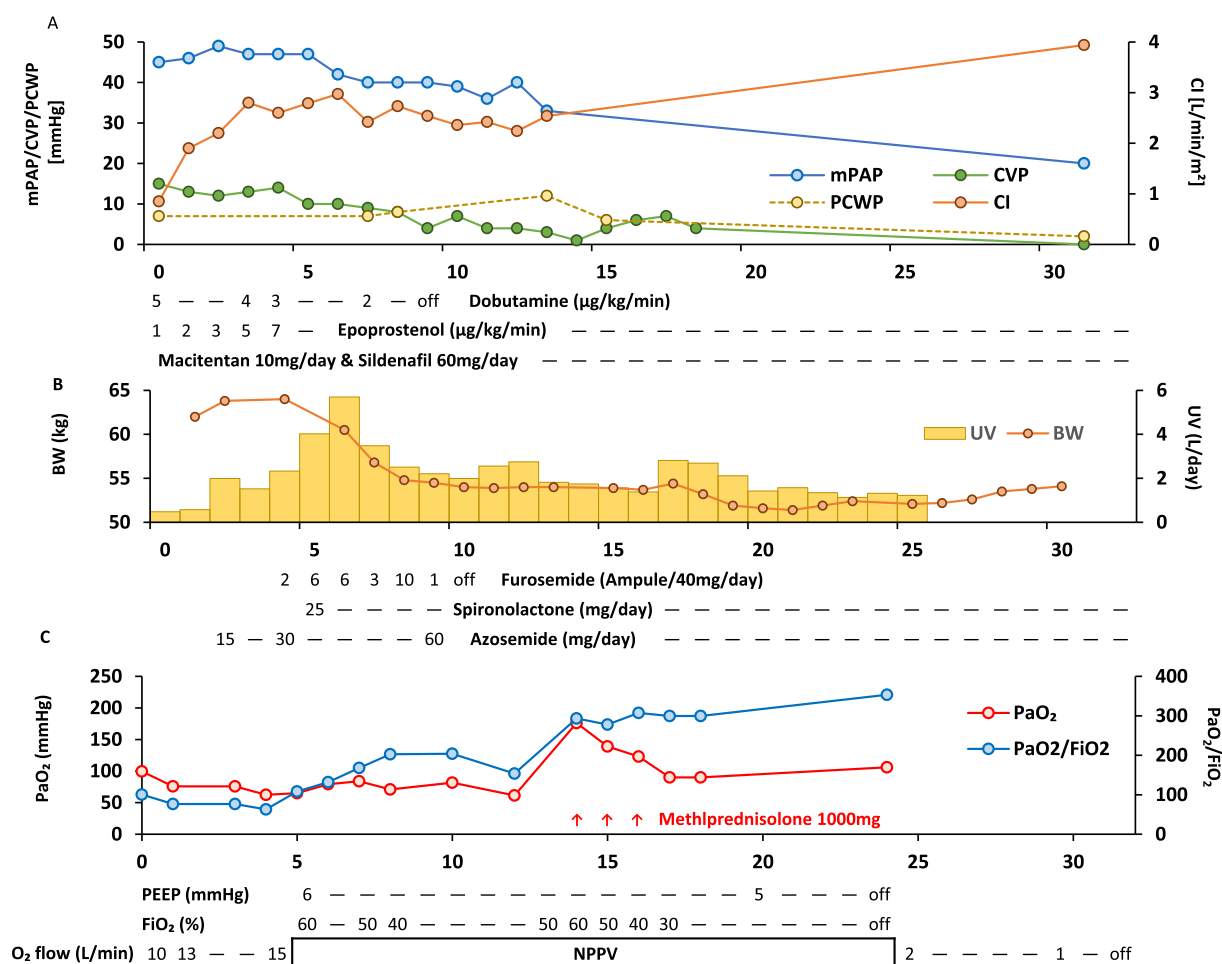 A
50
40
30
20
10
0
mPAP/CVP/PCWP
[mmHg]
4
3
2
1
0
CI [L/min/m²]
mPAP CVP
PCWP CI
0 5 10 15 20 25 30
5 — — 4 3 — — 2 — off Dobutamine (µg/kg/min)
1 2 3 5 7 — Epoprostenol (µg/kg/min) — — — — — — — — — — — — — — — — — — —
Macitentan 10mg/day & Sildenafil 60mg/day — — — — — — — — — — — — — — — — — — — —
B
65
60
55
50
BW (kg)
6
4
2
0
UV (L/day)
UV BW
0 5 10 15 20 25 30
2 6 6 3 10 1 off Furosemide (Ampule/40mg/day)
25 — — — — Spironolactone (mg/day) — — — — — — — — — — — — — — — —
15 — 30 — — — — 60 Azosemide (mg/day) — — — — — — — — — — — — — — — —
C
250
200
150
100
50
0
PaO₂ (mmHg)
400
300
200
100
0
PaO₂/FiO₂
PaO₂
PaO2/FiO2
↑ ↑ ↑ Methlprednisolone 1000mg
0 5 10 15 20 25 30
PEEP (mmHg) 6 — — — — — — — — — — — — — — 5 — — — off
FiO₂ (%) 60 — 50 40 — — — — 50 60 50 40 30 — — — — — — off
O₂ flow (L/min) 10 13 — — 15 NPPV 2 — — — — 1 — off